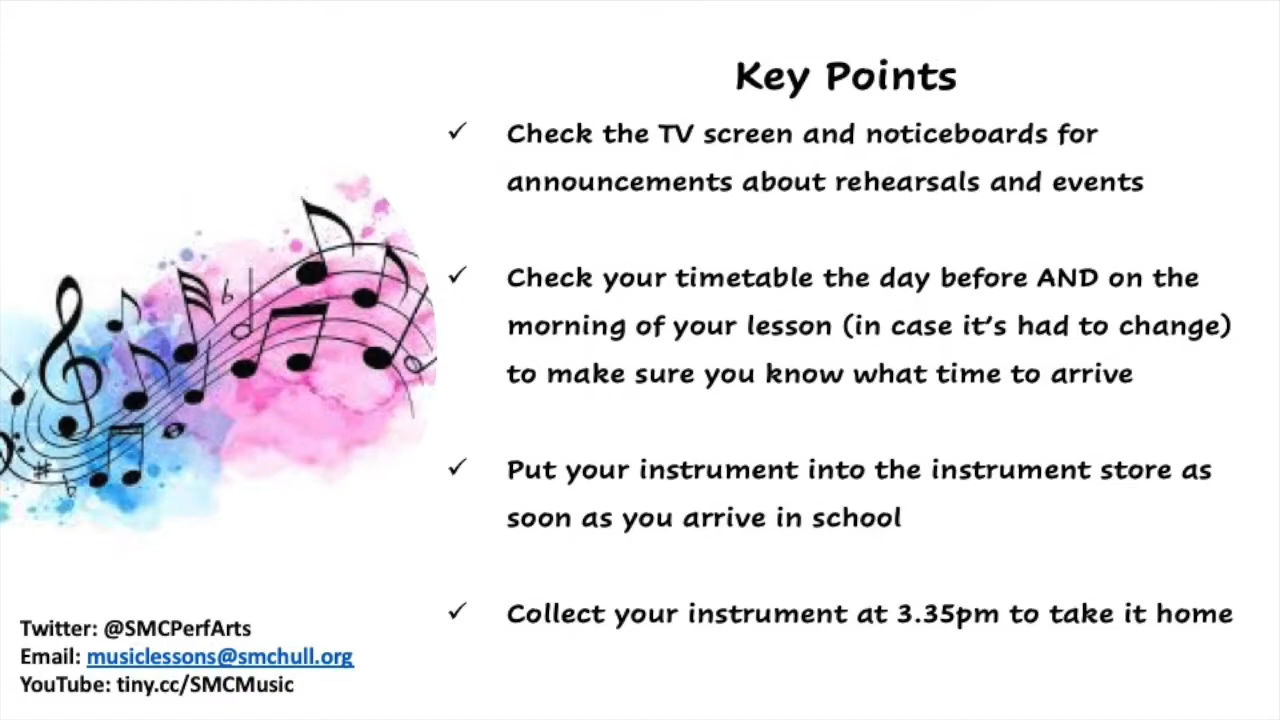 Key Points
✓ Check the TV screen and noticeboards for
announcements about rehearsals and events
✓ Check your timetable the day before AND on the
morning of your lesson (in case it's had to change)
to make sure you know what time to arrive
✓ Put your instrument into the instrument store as
soon as you arrive in school
✓ Collect your instrument at 3.35pm to take it home
Twitter: @SMCPerfArts
Email: musiclessons@smchull.org
YouTube: tiny.cc/SMCMusic